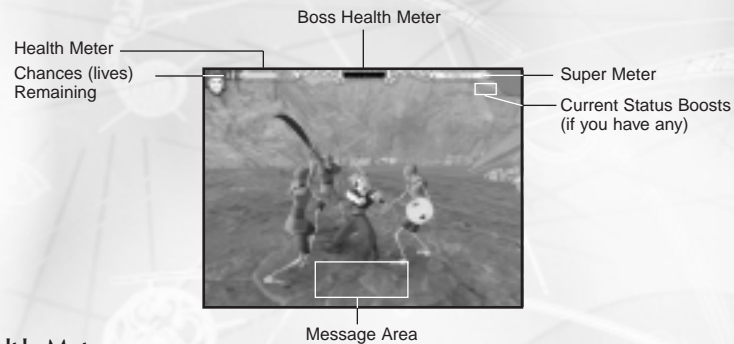 Boss Health Meter
Health Meter
Chances (lives)
Remaining
Super Meter
Current Status Boosts
(if you have any)
Message Area